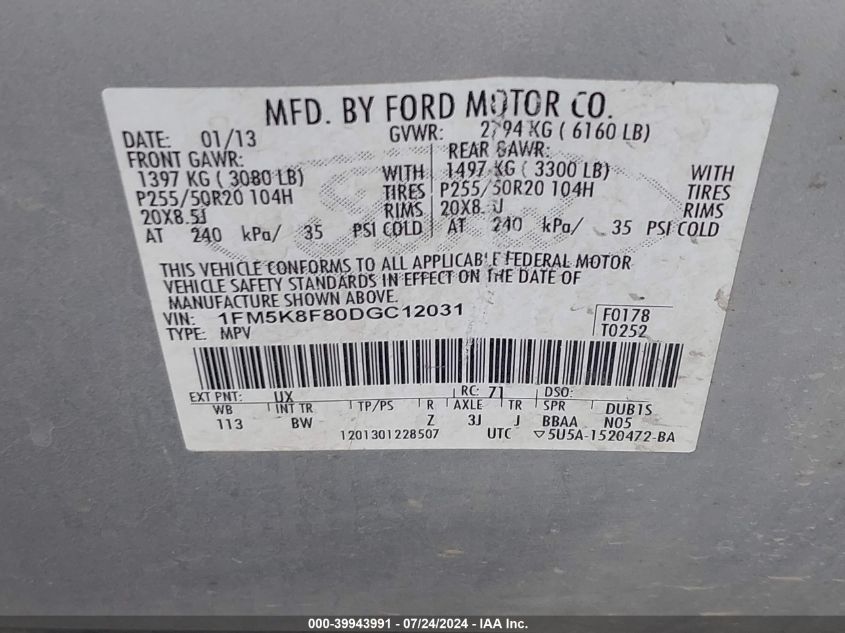 MFD. BY FORD MOTOR CO.
DATE: 01/13 GVWR: 2794 KG ( 6160 LB)
FRONT GAWR: REAR GAWR:
1397 KG ( 3080 LB) WITH 1497 KG ( 3300 LB) WITH
P255/50R20 104H TIRES P255/50R20 104H TIRES
20X8.5J RIMS 20X8. J RIMS
AT 240 kPa/ 35 PSI COLD AT 240 kPa/ 35 PSI COLD
THIS VEHICLE CONFORMS TO ALL APPLICABLE FEDERAL MOTOR
VEHICLE SAFETY STANDARDS IN EFFECT ON THE DATE OF
MANUFACTURE SHOWN ABOVE.
VIN: 1FM5K8F80DGC12031 F0178
TYPE: MPV T0252
EXT PNT: UX RC: 71 DSO:
WB INT TR TP/PS R AXLE TR SPR DUB1S
113 BW Z 3J J BBAA N05
1201301228507 UTC ▽5U5A-1520472-BA
000-39943991 / 07/24/2024 - IAA Inc.